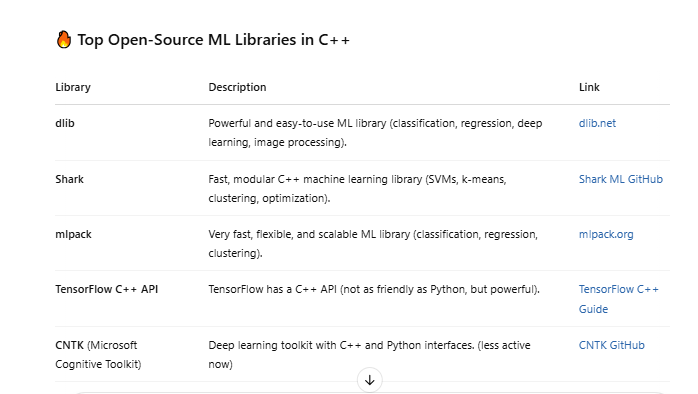 🔥 Top Open-Source ML Libraries in C++
Library Description Link
dlib Powerful and easy-to-use ML library (classification, regression, deep dlib.net
learning, image processing).
Shark Fast, modular C++ machine learning library (SVMs, k-means, Shark ML GitHub
clustering, optimization).
mlpack Very fast, flexible, and scalable ML library (classification, regression, mlpack.org
clustering).
TensorFlow C++ API TensorFlow has a C++ API (not as friendly as Python, but powerful). TensorFlow C++
Guide
CNTK (Microsoft Deep learning toolkit with C++ and Python interfaces. (less active CNTK GitHub
Cognitive Toolkit) now)